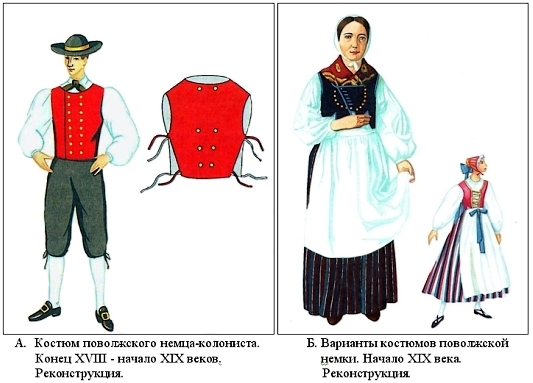 А. Костюм поволжского немца-колониста.
Конец XVIII - начало XIX веков.
Реконструкция.
Б. Варианты костюмов поволжской
немки. Начало XIX века.
Реконструкция.